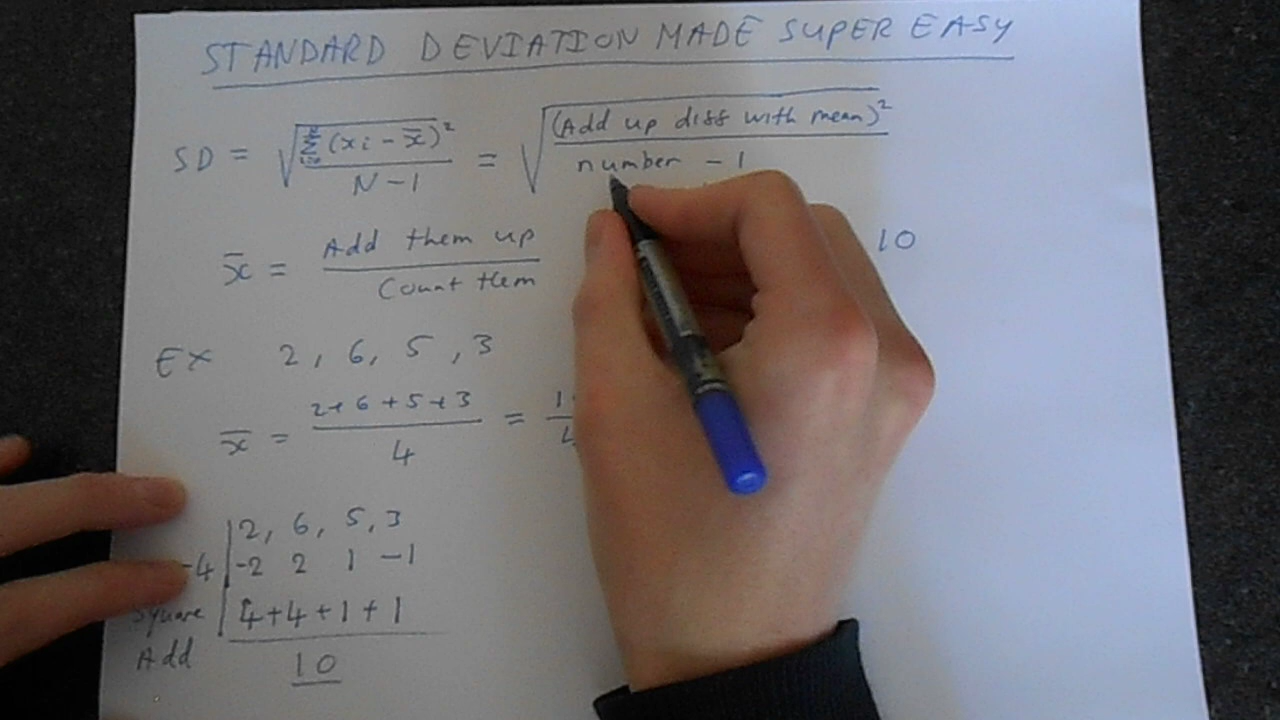 STANDARD DEVIATION MADE SUPER EASY
SD = √(Σ(xi - x̄)² / N-1) = √((Add up diff with mean)² / number - 1)
x̄ = Add them up / Count them
10
EX 2, 6, 5, 3
x̄ = 2+6+5+3 / 4 =
2, 6, 5, 3
-4 -2 2 1 -1
Square 4+4+1+1
Add 10